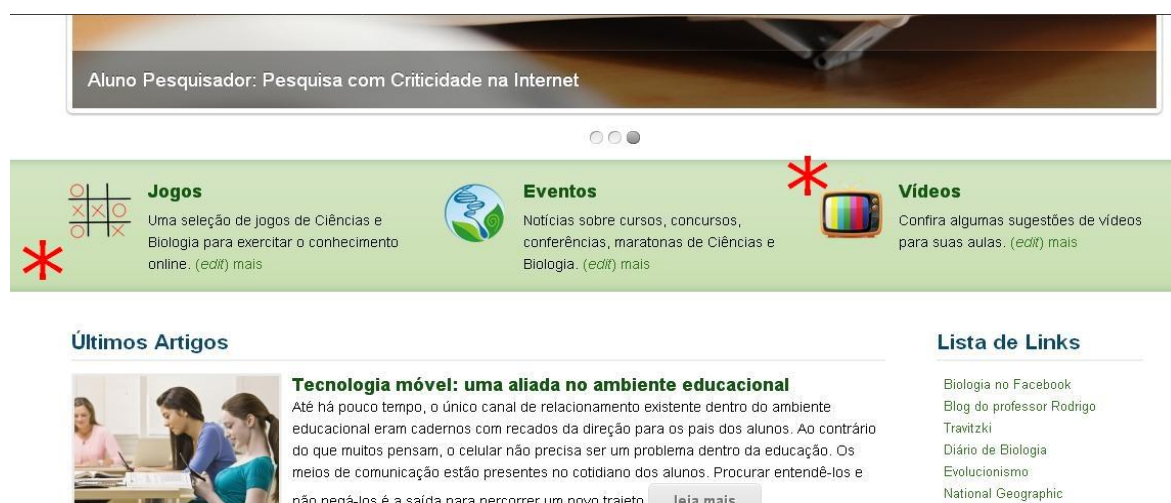 Aluno Pesquisador: Pesquisa com Criticidade na Internet
Jogos
Uma seleção de jogos de Ciências e
Biologia para exercitar o conhecimento
online. (edit) mais
Eventos
Notícias sobre cursos, concursos,
conferências, maratonas de Ciências e
Biologia. (edit) mais
Vídeos
Confira algumas sugestões de vídeos
para suas aulas. (edit) mais
Últimos Artigos
Tecnologia móvel: uma aliada no ambiente educacional
Até há pouco tempo, o único canal de relacionamento existente dentro do ambiente
educacional eram cadernos com recados da direção para os pais dos alunos. Ao contrário
do que muitos pensam, o celular não precisa ser um problema dentro da educação. Os
meios de comunicação estão presentes no cotidiano dos alunos. Procurar entendê-los e
não negá-los é a saída para percorrer um novo trajeto leia mais
Lista de Links
Biologia no Facebook
Blog do professor Rodrigo
Travitzki
Diário de Biologia
Evolucionismo
National Geographic